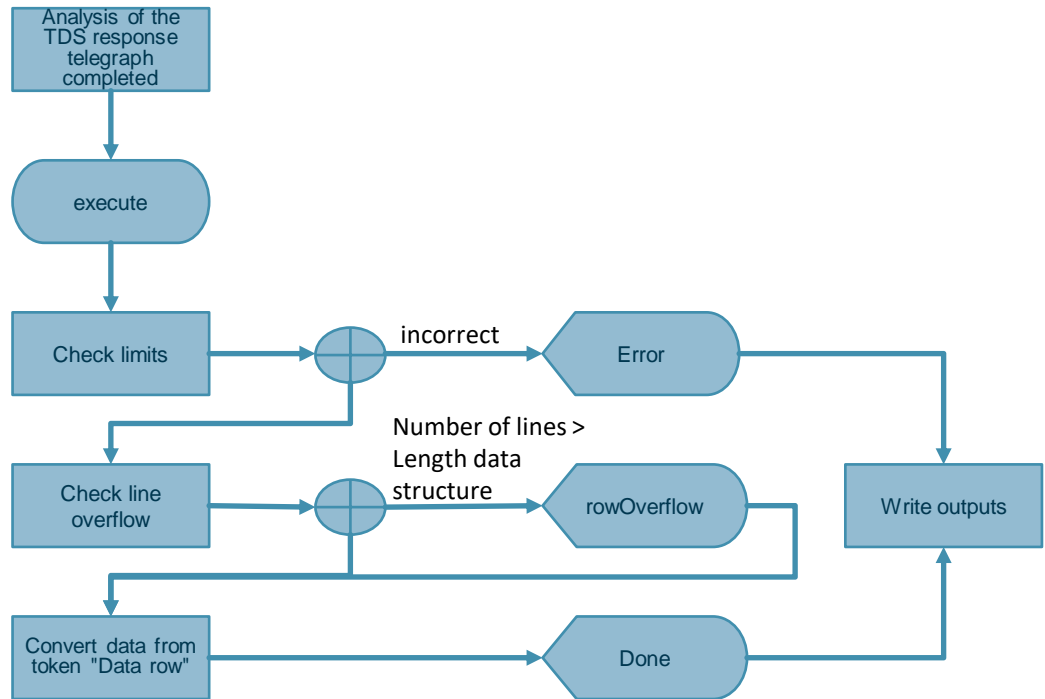 Analysis of the
TDS response
telegraph
completed
execute
Check limits
incorrect
Error
Check line
overflow
Number of lines >
Length data
structure
rowOverflow
Write outputs
Convert data from
token "Data row"
Done